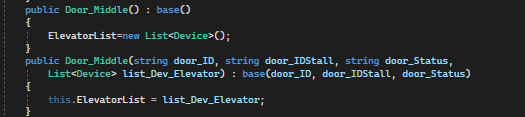 public Door_Middle() : base()
{
ElevatorList=new List<Device>();
}
public Door_Middle(string door_ID, string door_IDStall, string door_Status,
List<Device> list_Dev_Elevator) : base(door_ID, door_IDStall, door_Status)
{
this.ElevatorList = list_Dev_Elevator;
}